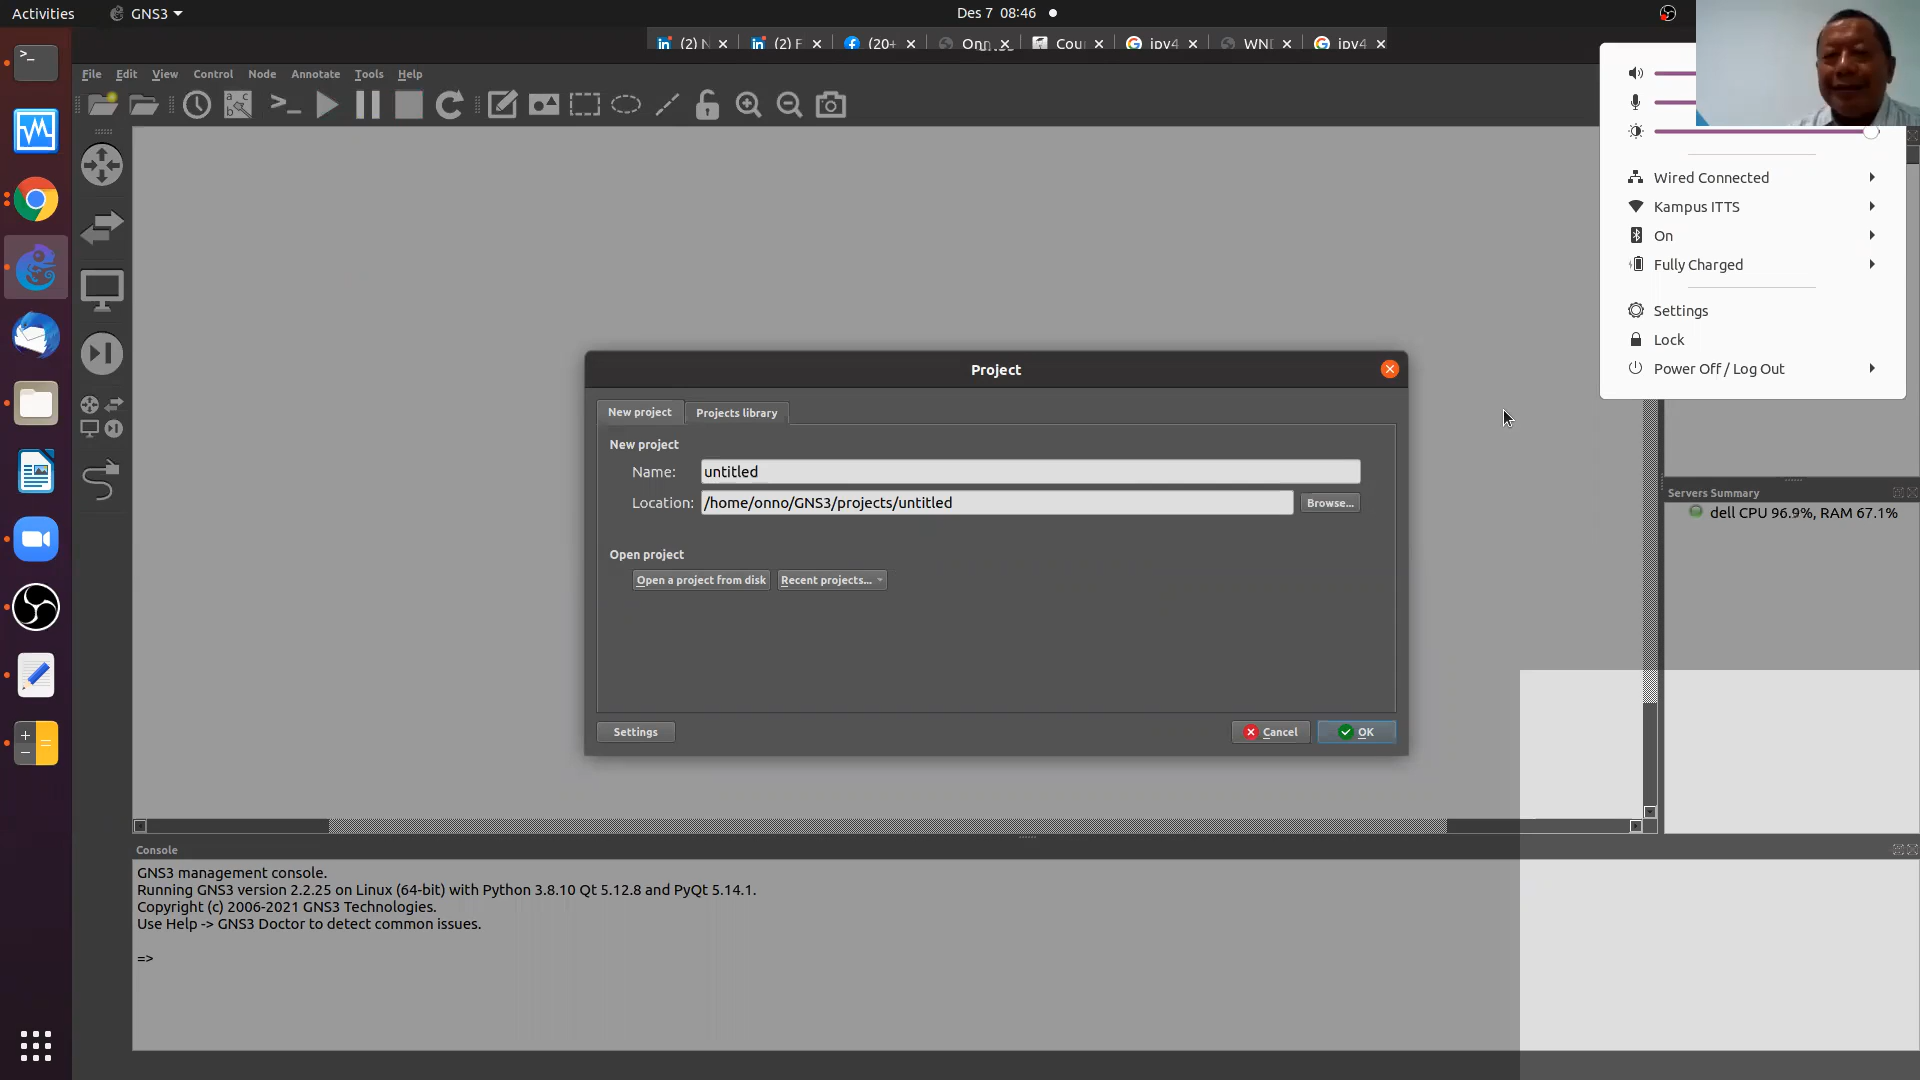 Activities
GNS3
Des 7 08:46
(2)
(2)
(20+
Onn
Cou
ipv4
ipv4
File
Edit
View
Control
Node
Annotate
Tools
Help
Wired Connected
Kampus ITTS
On
Fully Charged
Settings
Lock
Power Off / Log Out
Project
New project
Projects library
New project
Name:
untitled
Location:
/home/onno/GNS3/projects/untitled
Browse...
Open project
Open a project from disk
Recent projects...
Settings
Cancel
OK
Servers Summary
dell CPU 96.9%, RAM 67.1%
Console
GNS3 management console.
Running GNS3 version 2.2.25 on Linux (64-bit) with Python 3.8.10 Qt 5.12.8 and PyQt 5.14.1.
Copyright (c) 2006-2021 GNS3 Technologies.
Use Help -> GNS3 Doctor to detect common issues.
=>